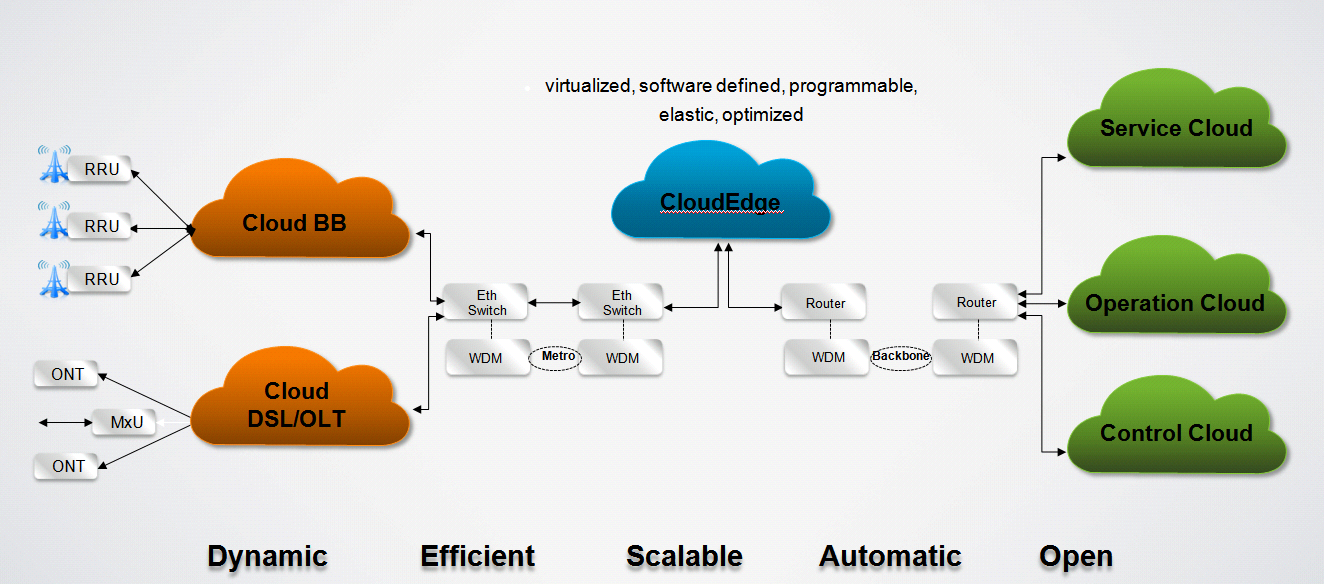 virtualized, software defined, programmable,
elastic, optimized
Service Cloud
RRU
RRU
RRU
Cloud BB
CloudEdge
Operation Cloud
Eth
Switch
Eth
Switch
Router
Router
WDM
Metro
WDM
WDM
Backbone
WDM
ONT
MxU
ONT
Cloud
DSL/OLT
Control Cloud
Dynamic Efficient Scalable Automatic Open